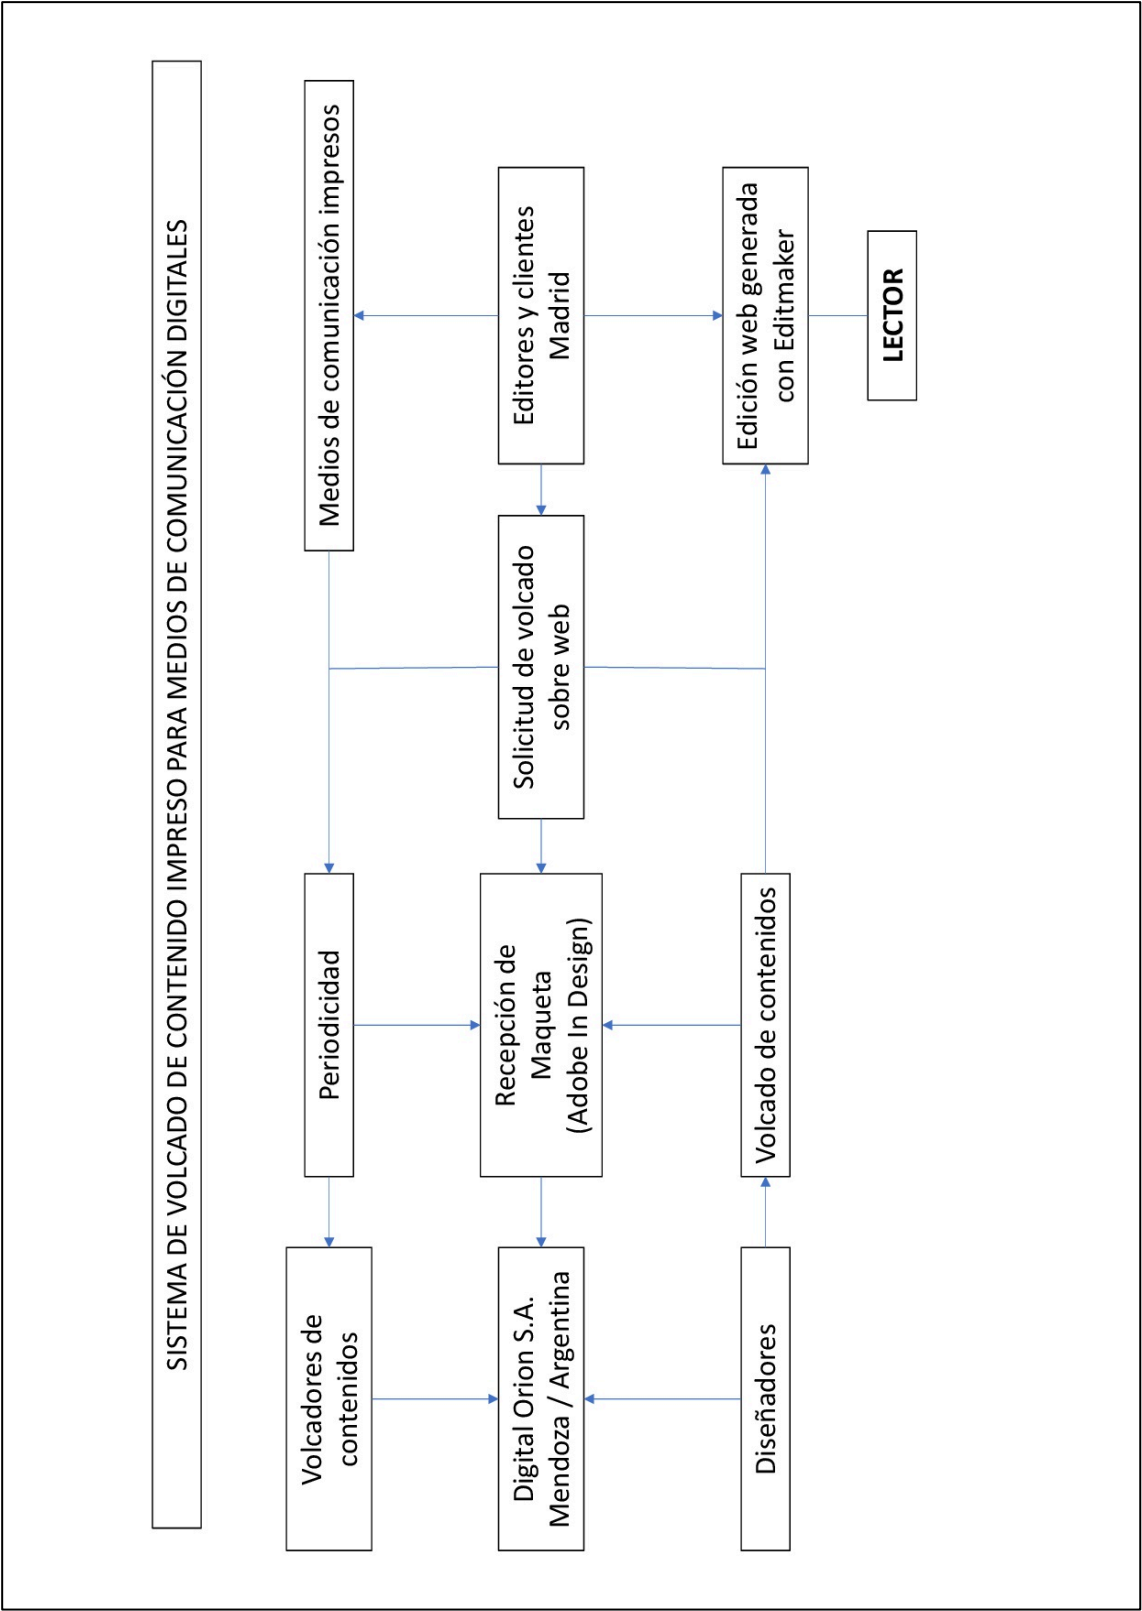 SISTEMA DE VOLCADO DE CONTENIDO IMPRESO PARA MEDIOS DE COMUNICACIÓN DIGITALES
Volcadores de
contenidos
Periodicidad
Medios de comunicación impresos
Digital Orion S.A.
Mendoza / Argentina
Recepción de
Maqueta
(Adobe In Design)
Solicitud de volcado
sobre web
Editores y clientes
Madrid
Diseñadores
Volcado de contenidos
Edición web generada
con Editmaker
LECTOR